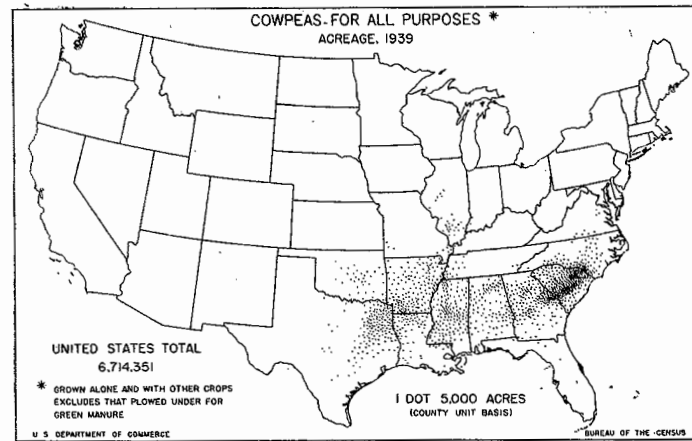 COWPEAS-FOR ALL PURPOSES *
ACREAGE, 1939
UNITED STATES TOTAL
6,714,351
* GROWN ALONE AND WITH OTHER CROPS
EXCLUDES THAT PLOWED UNDER FOR
GREEN MANURE
1 DOT 5,000 ACRES
(COUNTY UNIT BASIS)
U S DEPARTMENT OF COMMERCE
BUREAU OF THE CENSUS